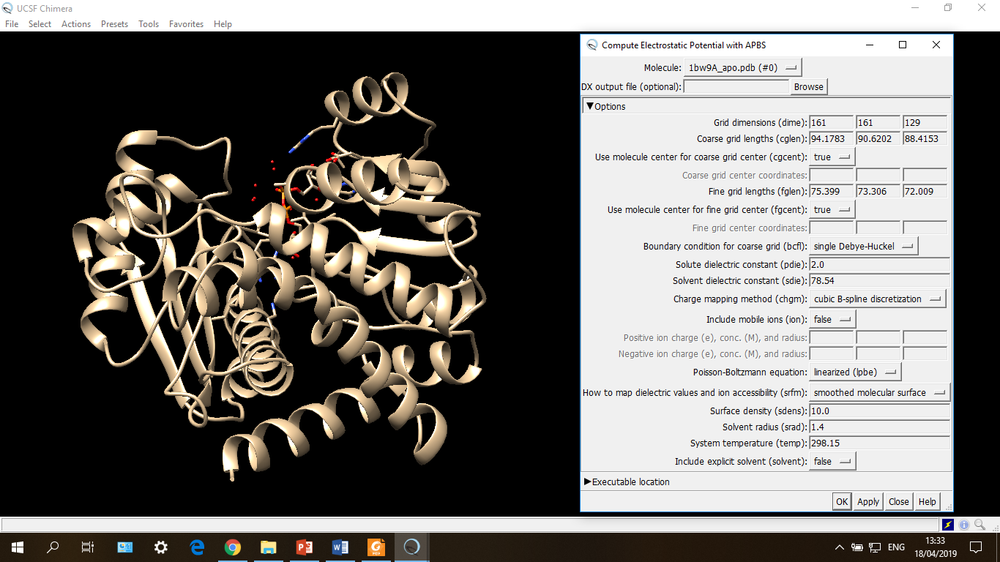 UCSF Chimera
File Select Actions Presets Tools Favorites Help
Compute Electrostatic Potential with APBS
Molecule: 1bw9A_apo.pdb (#0)
DX output file (optional): Browse
▼Options
Grid dimensions (dime): 161 161 129
Coarse grid lengths (cglen): 94.1783 90.6202 88.4153
Use molecule center for coarse grid center (cgcent): true
Coarse grid center coordinates:
Fine grid lengths (fglen): 75.399 73.306 72.009
Use molecule center for fine grid center (fgcent): true
Fine grid center coordinates:
Boundary condition for coarse grid (bcfl): single Debye-Huckel
Solute dielectric constant (pdie): 2.0
Solvent dielectric constant (sdie): 78.54
Charge mapping method (chgm): cubic B-spline discretization
Include mobile ions (ion): false
Positive ion charge (e), conc. (M), and radius:
Negative ion charge (e), conc. (M), and radius:
Poisson-Boltzmann equation: linearized (lpbe)
How to map dielectric values and ion accessibility (srfm): smoothed molecular surface
Surface density (sdens): 10.0
Solvent radius (srad): 1.4
System temperature (temp): 298.15
Include explicit solvent (solvent): false
▶Executable location
OK Apply Close Help
ENG 13:33
18/04/2019